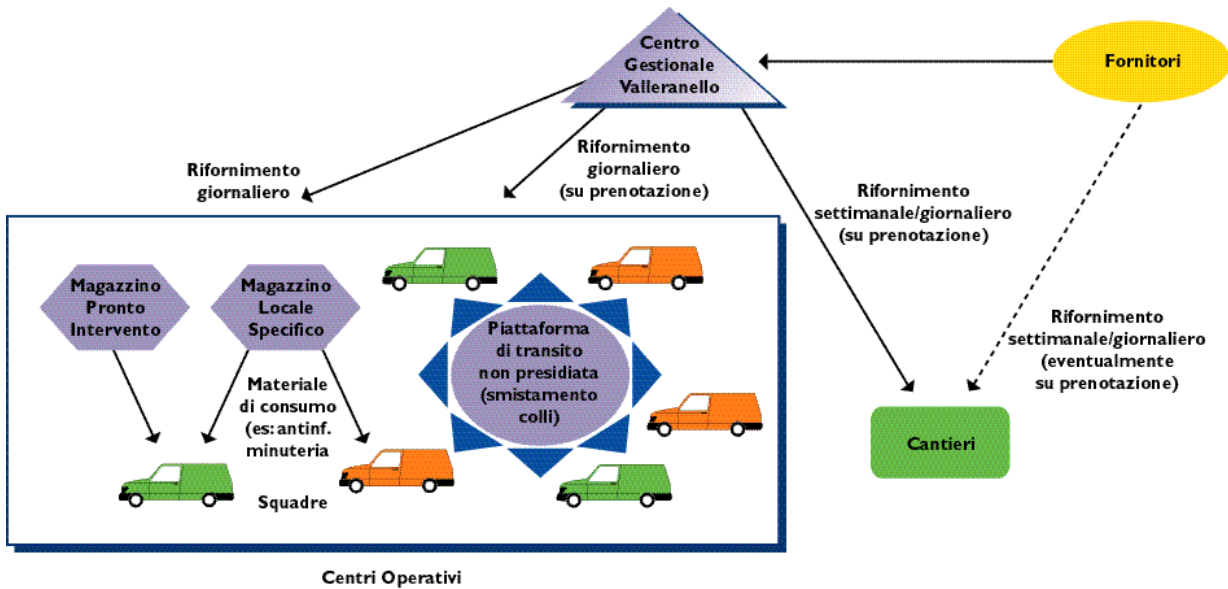 Centro
Gestionale
Valleranello
Fornitori
Rifornimento
giornaliero
Rifornimento
giornaliero
(su prenotazione)
Rifornimento
settimanale/giornaliero
(su prenotazione)
Rifornimento
settimanale/giornaliero
(eventualmente
su prenotazione)
Magazzino
Pronto
Intervento
Magazzino
Locale
Specifico
Piattaforma
di transito
non presidiata
(smistamento
colli)
Materiale
di consumo
(es: antinf.
minuteria
Squadre
Cantieri
Centri Operativi